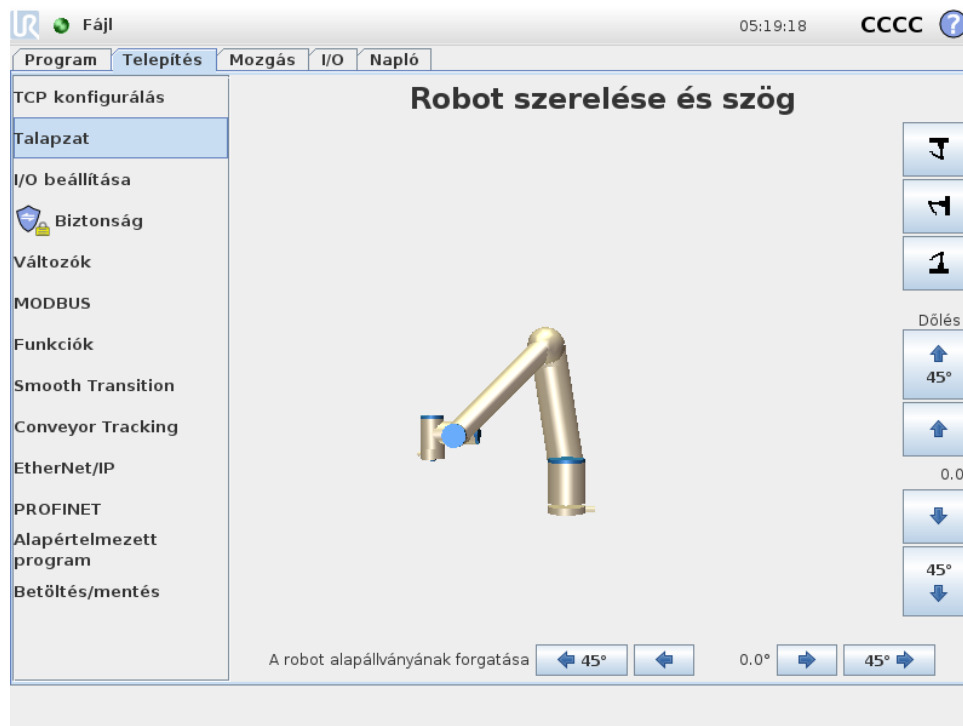 UR Fájl 05:19:18 CCCC ?
Program Telepítés Mozgás I/O Napló
TCP konfigurálás
Talapzat
I/O beállítása
Biztonság
Változók
MODBUS
Funkciók
Smooth Transition
Conveyor Tracking
EtherNet/IP
PROFINET
Alapértelmezett
program
Betöltés/mentés
Robot szerelése és szög
Dőlés
45°
0.0
45°
A robot alapállványának forgatása 45° 0.0° 45°